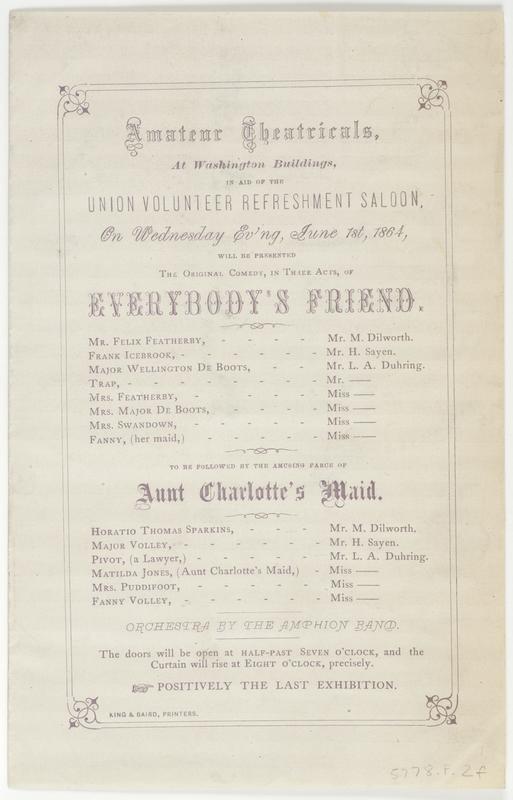 Amateur Theatricals,
At Washington Buildings,
IN AID OF THE
UNION VOLUNTEER REFRESHMENT SALOON,
On Wednesday Ev'ng, June 1st, 1864,
WILL BE PRESENTED
THE ORIGINAL COMEDY, IN THREE ACTS, OF
EVERYBODY'S FRIEND.
MR. FELIX FEATHERBY, - - - - Mr. M. Dilworth.
FRANK ICEBROOK, - - - - - - Mr. H. Sayen.
MAJOR WELLINGTON DE BOOTS, - - Mr. L. A. Duhring.
TRAP, - - - - - - - - Mr. ——
MRS. FEATHERBY, - - - - - Miss ——
MRS. MAJOR DE BOOTS, - - - - Miss ——
MRS. SWANDOWN, - - - - - Miss ——
FANNY, (her maid,) - - - - - Miss ——
TO BE FOLLOWED BY THE AMUSING FARCE OF
Aunt Charlotte's Maid.
HORATIO THOMAS SPARKINS, - - - Mr. M. Dilworth.
MAJOR VOLLEY, - - - - - - Mr. H. Sayen.
PIVOT, (a Lawyer,) - - - - - Mr. L. A. Duhring.
MATILDA JONES, (Aunt Charlotte's Maid,) - Miss ——
MRS. PUDDIFOOT, - - - - - Miss ——
FANNY VOLLEY, - - - - - - Miss ——
ORCHESTRA BY THE AMPHION BAND.
The doors will be open at HALF-PAST SEVEN O'CLOCK, and the
Curtain will rise at EIGHT O'CLOCK, precisely.
☞ POSITIVELY THE LAST EXHIBITION.
KING & BAIRD, PRINTERS.
5778.F.2f